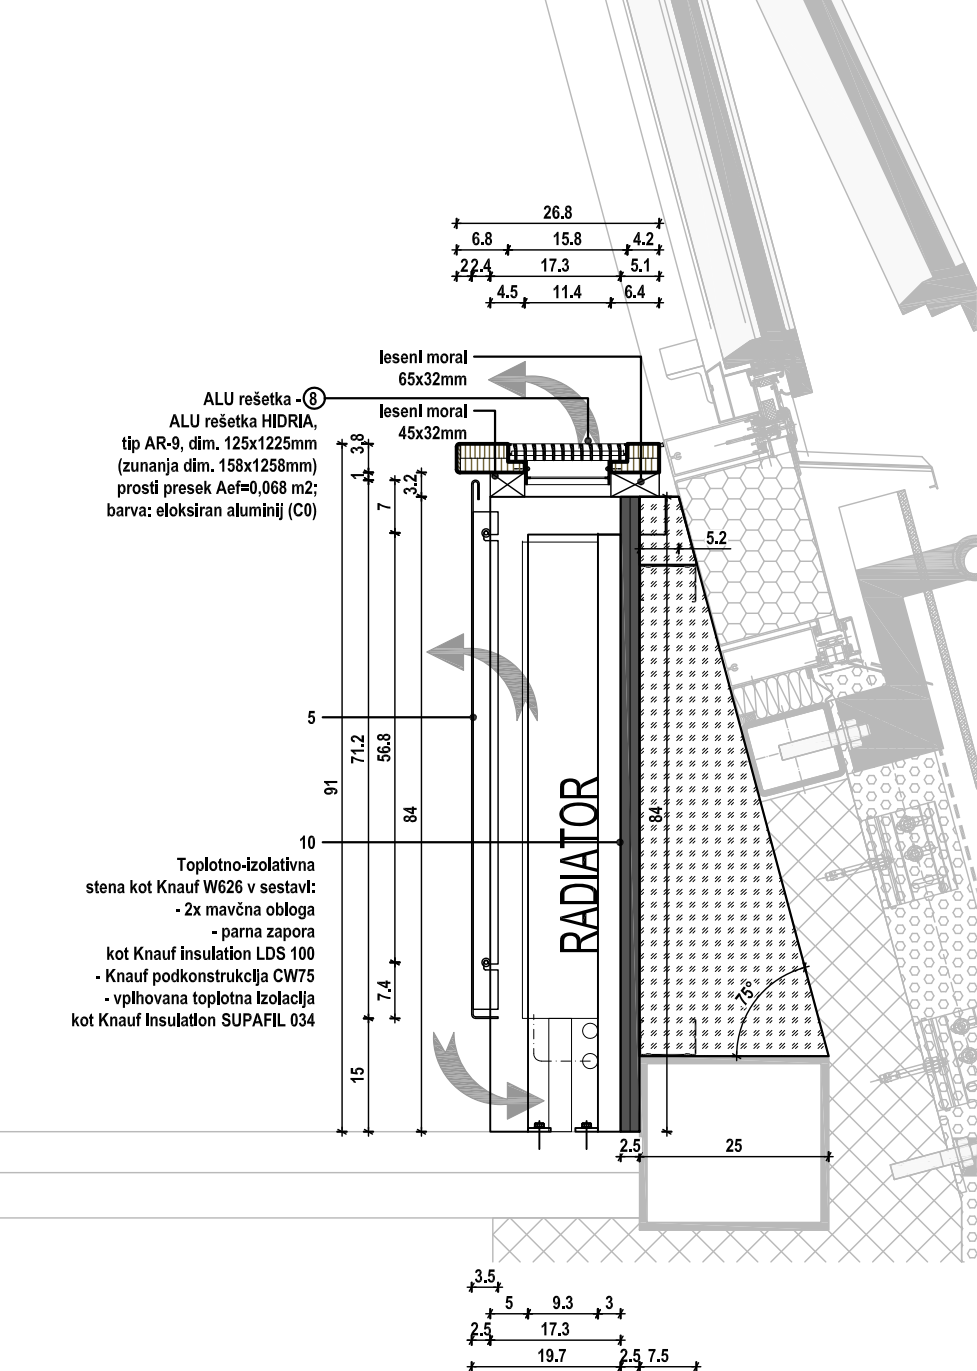 26.8
6.8 15.8 4.2
2 2.4 17.3 5.1
4.5 11.4 6.4
leseni moral
65x32mm
ALU rešetka - 8
leseni moral
45x32mm
ALU rešetka HIDRIA,
tip AR-9, dim. 125x1225mm
(zunanja dim. 158x1258mm)
prosti presek Aef=0,068 m2;
barva: eloksiran aluminij (C0)
3.8
1
3.2
7
5.2
5
71.2
56.8
91
84
84
RADIATOR
10
Toplotno-izolativna
stena kot Knauf W626 v sestavi:
- 2x mavčna obloga
- parna zapora
kot Knauf insulation LDS 100
- Knauf podkonstrukcija CW75
- vpihovana toplotna izolacija
kot Knauf Insulation SUPAFIL 034
7.4
75°
15
2.5 25
3.5
5 9.3 3
2.5 17.3
19.7 2.5 7.5